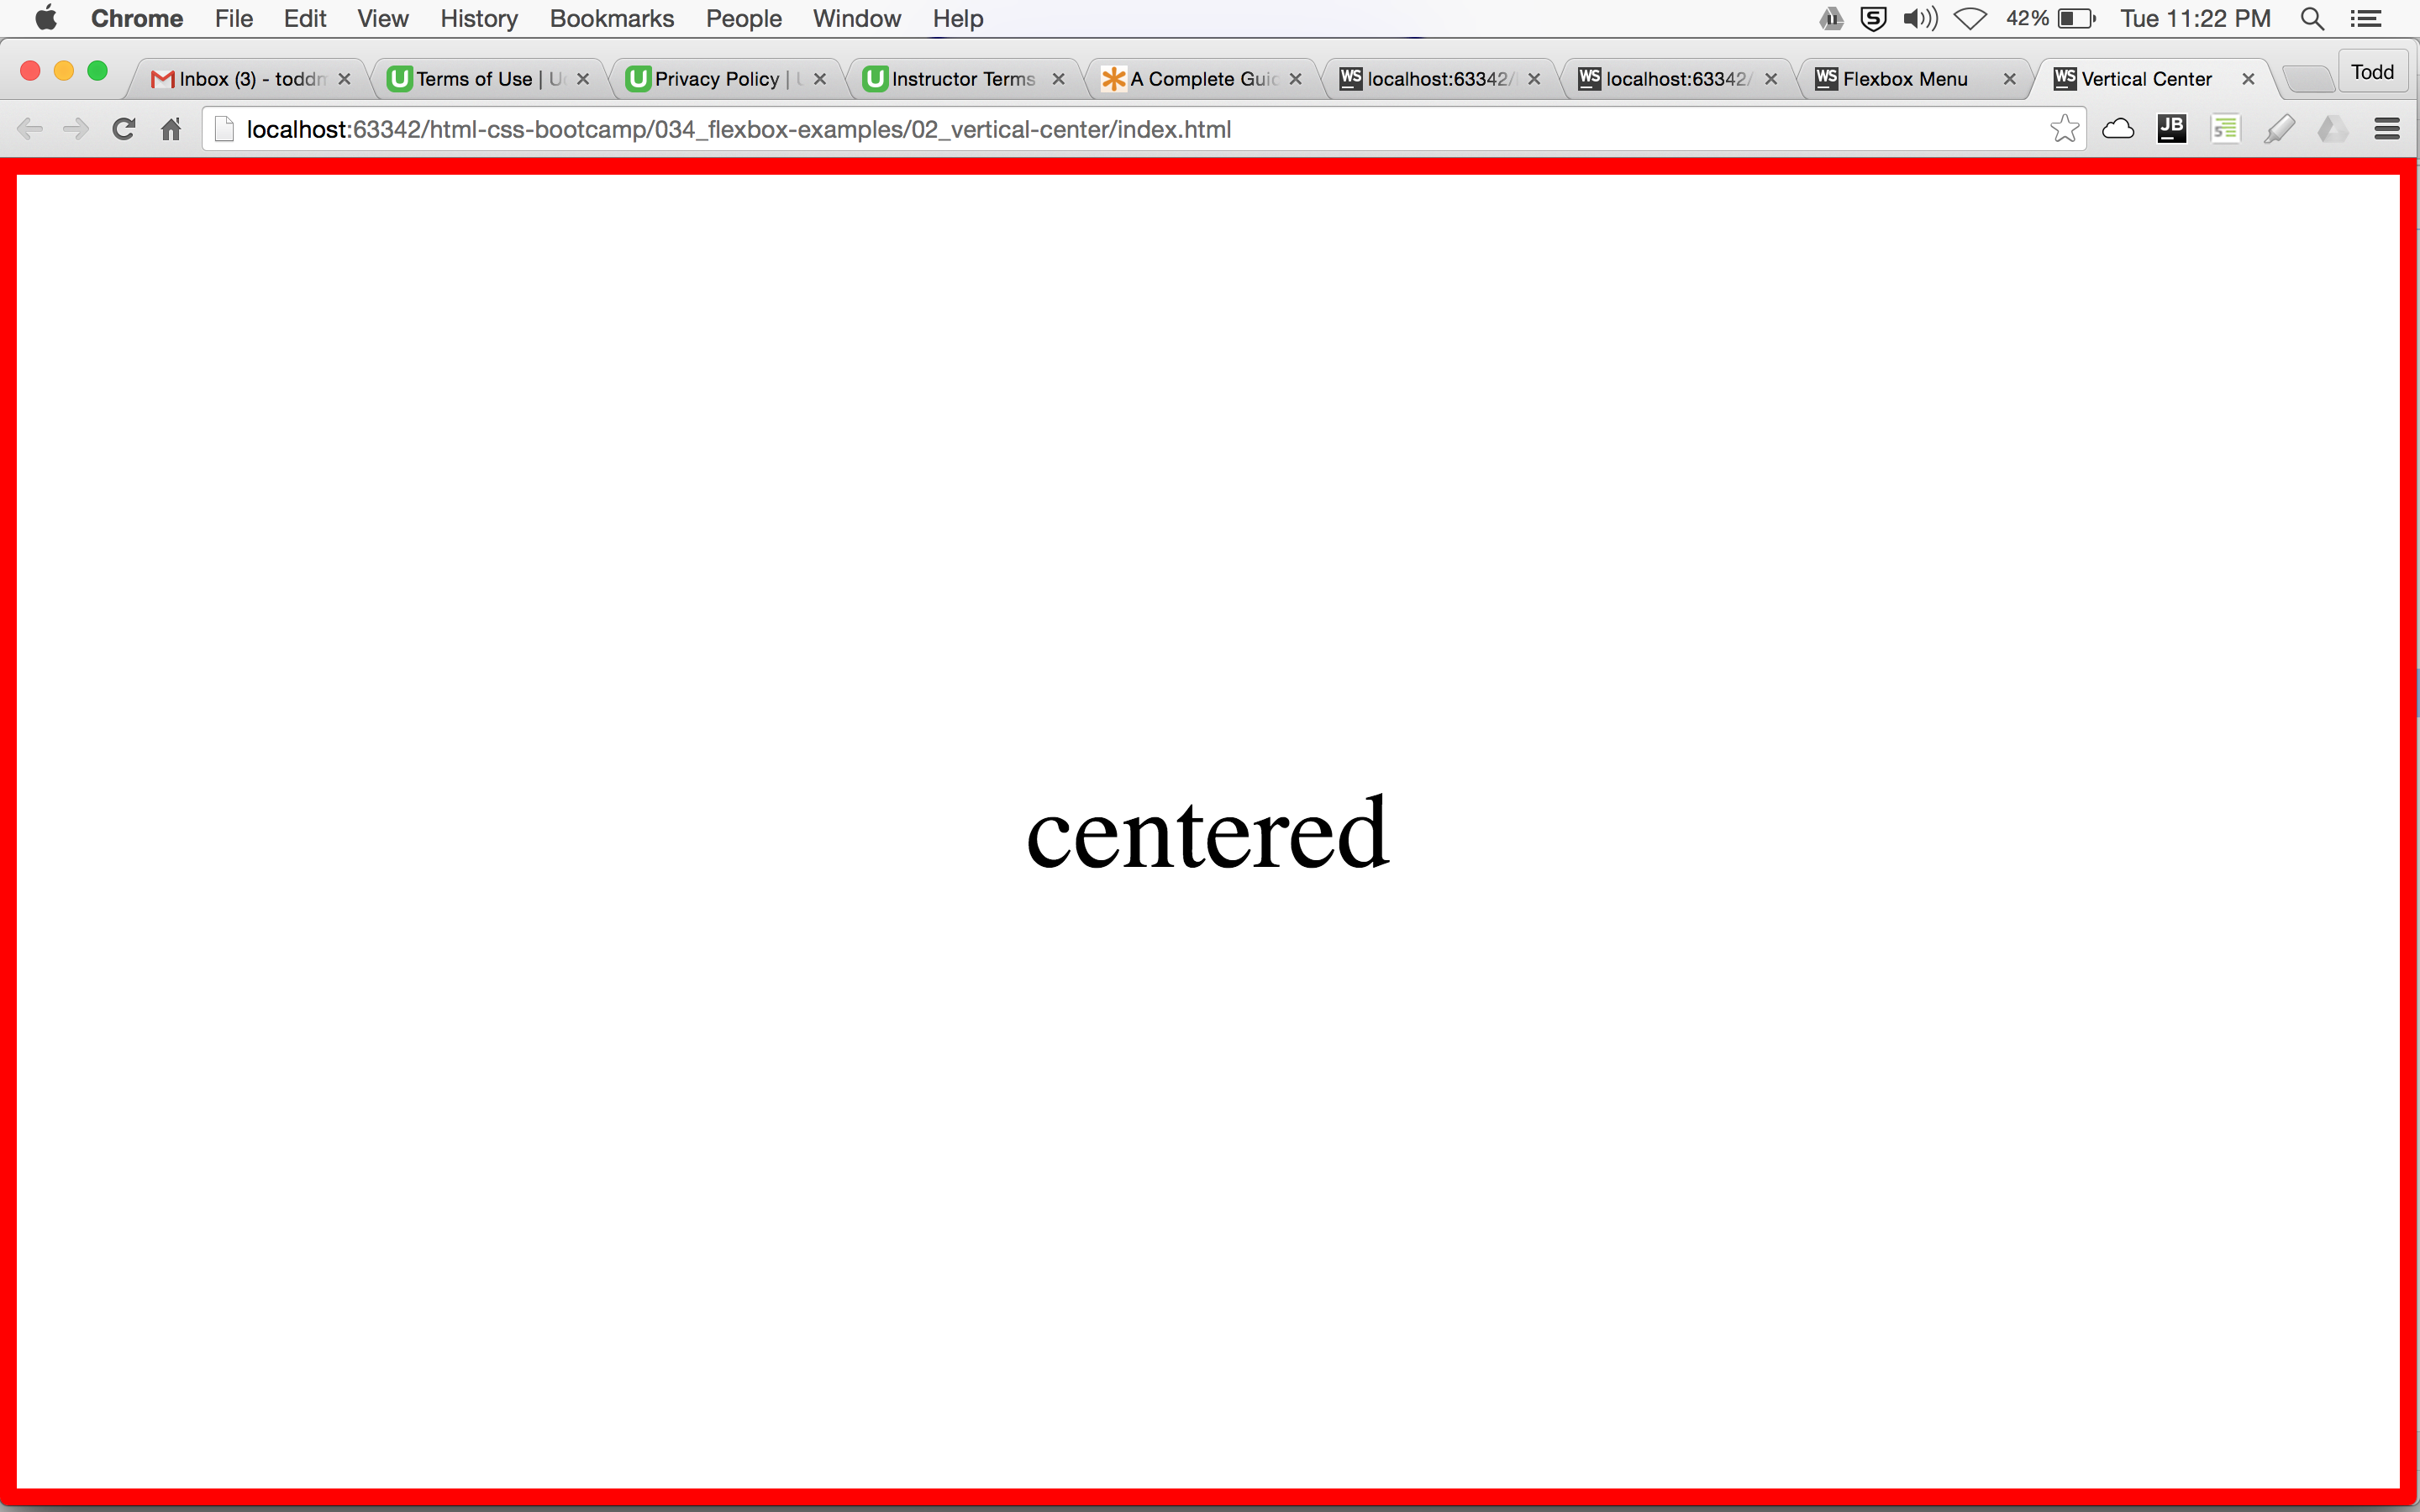 Chrome File Edit View History Bookmarks People Window Help 42% Tue 11:22 PM
Inbox (3) - toddm Terms of Use | Privacy Policy | Instructor Terms A Complete Guid localhost:63342/ localhost:63342/ Flexbox Menu Vertical Center Todd
localhost:63342/html-css-bootcamp/034_flexbox-examples/02_vertical-center/index.html JB
centered